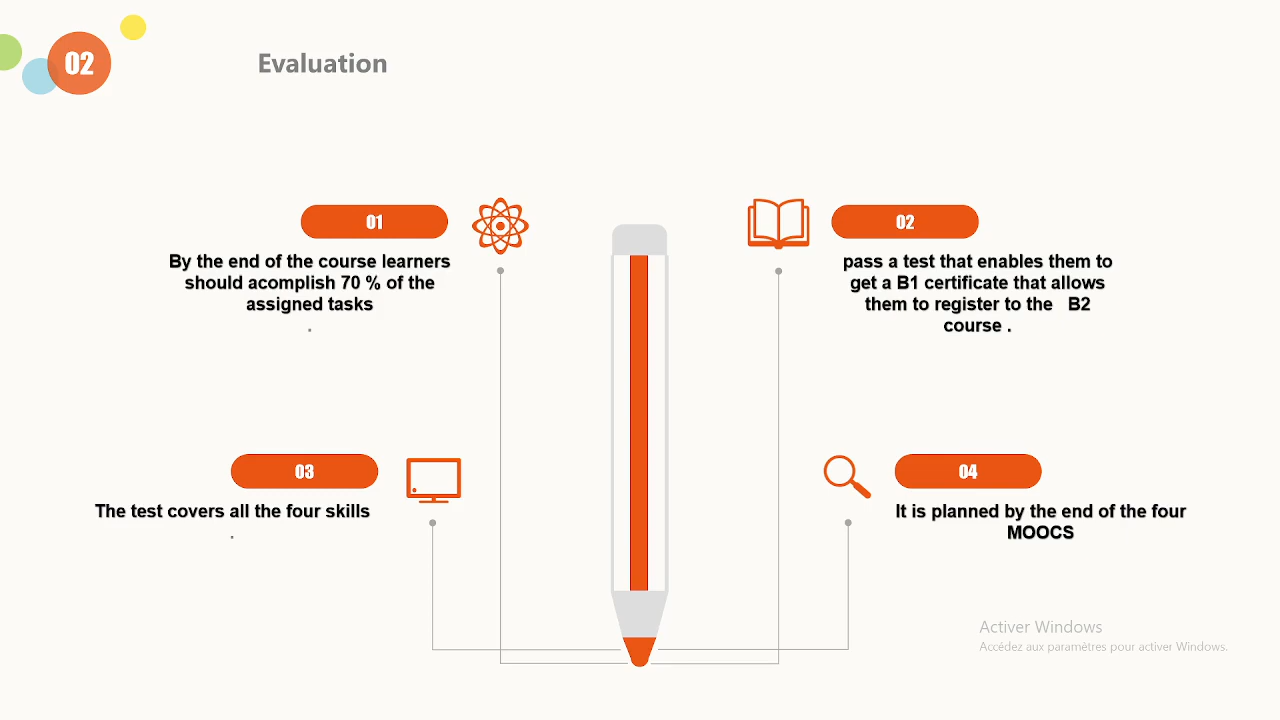 02
Evaluation
01
By the end of the course learners
should acomplish 70 % of the
assigned tasks
.
02
pass a test that enables them to
get a B1 certificate that allows
them to register to the B2
course .
03
The test covers all the four skills
.
04
It is planned by the end of the four
MOOCS
Activer Windows
Accédez aux paramètres pour activer Windows.